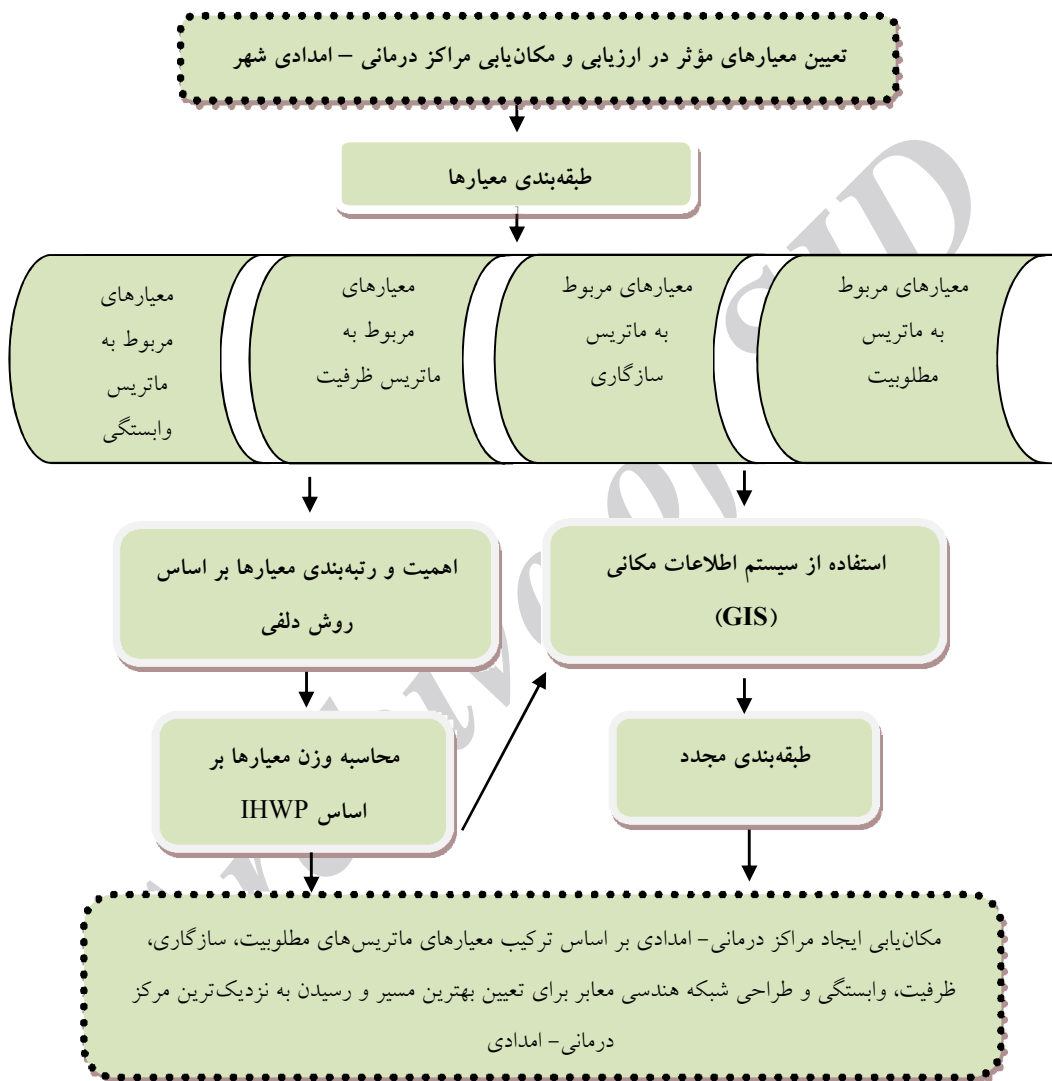 تعیین معیارهای مؤثر در ارزیابی و مکان‌یابی مراکز درمانی – امدادی شهر
طبقه‌بندی معیارها
معیارهای مربوط
به ماتریس
مطلوبیت
معیارهای مربوط
به ماتریس
سازگاری
معیارهای
مربوط به
ماتریس ظرفیت
معیارهای
مربوط به
ماتریس
وابستگی
استفاده از سیستم اطلاعات مکانی
(GIS)
اهمیت و رتبه‌بندی معیارها بر اساس
روش دلفی
طبقه‌بندی مجدد
محاسبه وزن معیارها بر
اساس IHWP
مکان‌یابی ایجاد مراکز درمانی– امدادی بر اساس ترکیب معیارهای ماتریس‌های مطلوبیت، سازگاری،
ظرفیت، وابستگی و طراحی شبکه هندسی معابر برای تعیین بهترین مسیر و رسیدن به نزدیک‌ترین مرکز
درمانی– امدادی
Archive of SID